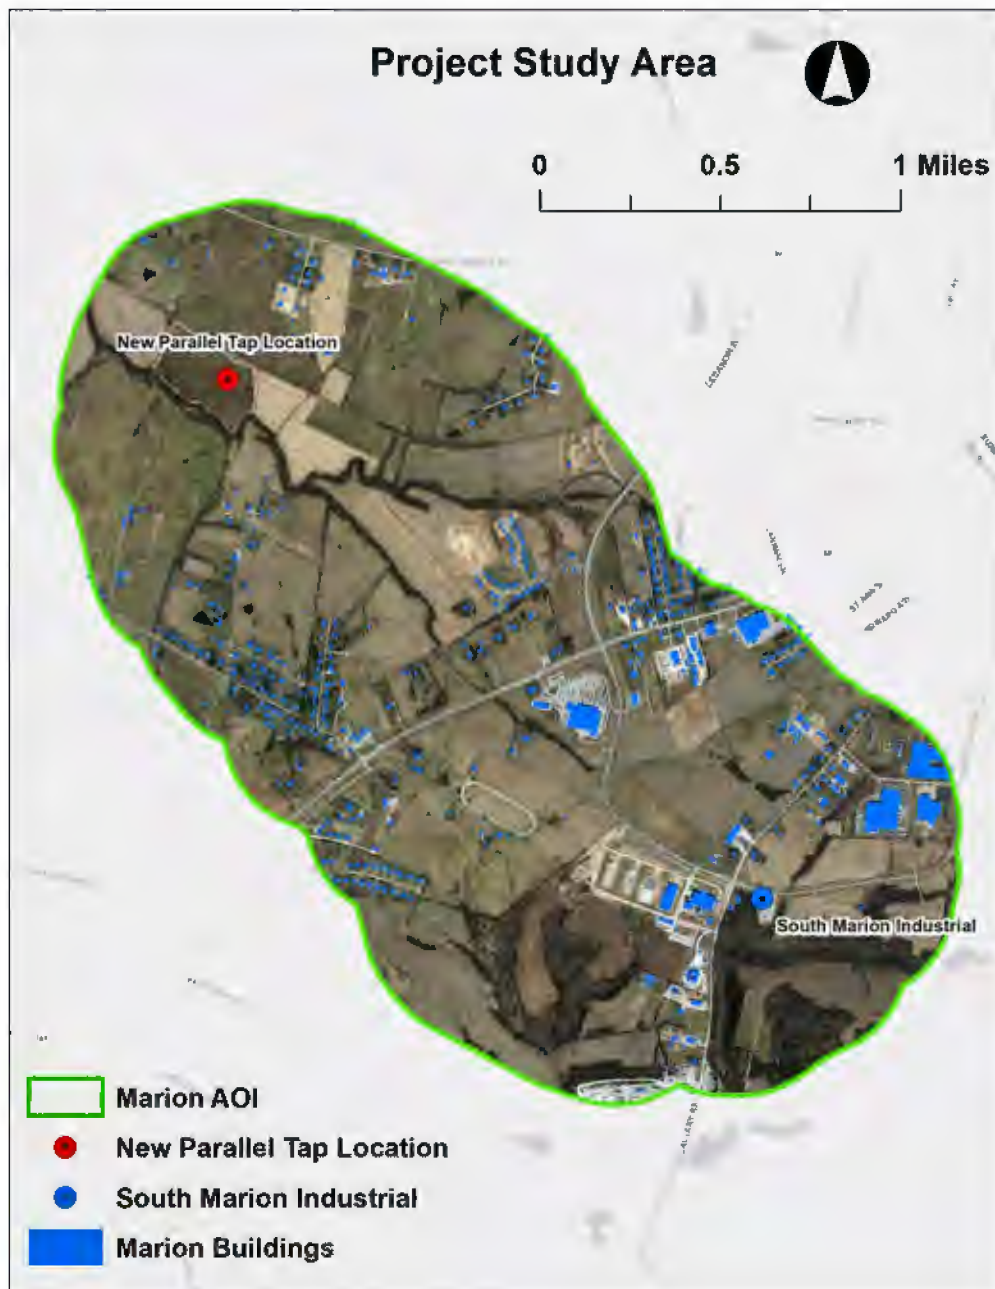 Project Study Area
0 0.5 1 Miles
New Parallel Tap Location
South Marion Industrial
Marion AOI
New Parallel Tap Location
South Marion Industrial
Marion Buildings